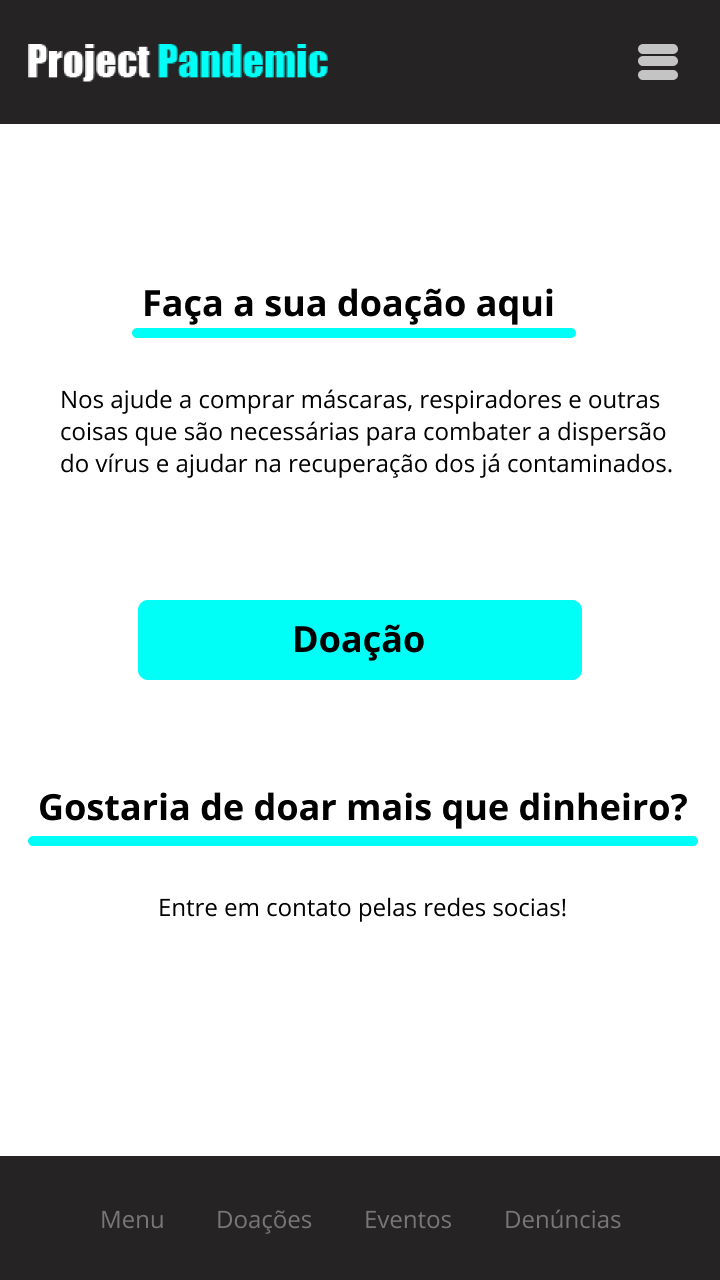 Project Pandemic
Faça a sua doação aqui
Nos ajude a comprar máscaras, respiradores e outras
coisas que são necessárias para combater a dispersão
do vírus e ajudar na recuperação dos já contaminados.
Doação
Gostaria de doar mais que dinheiro?
Entre em contato pelas redes socias!
Menu Doações Eventos Denúncias